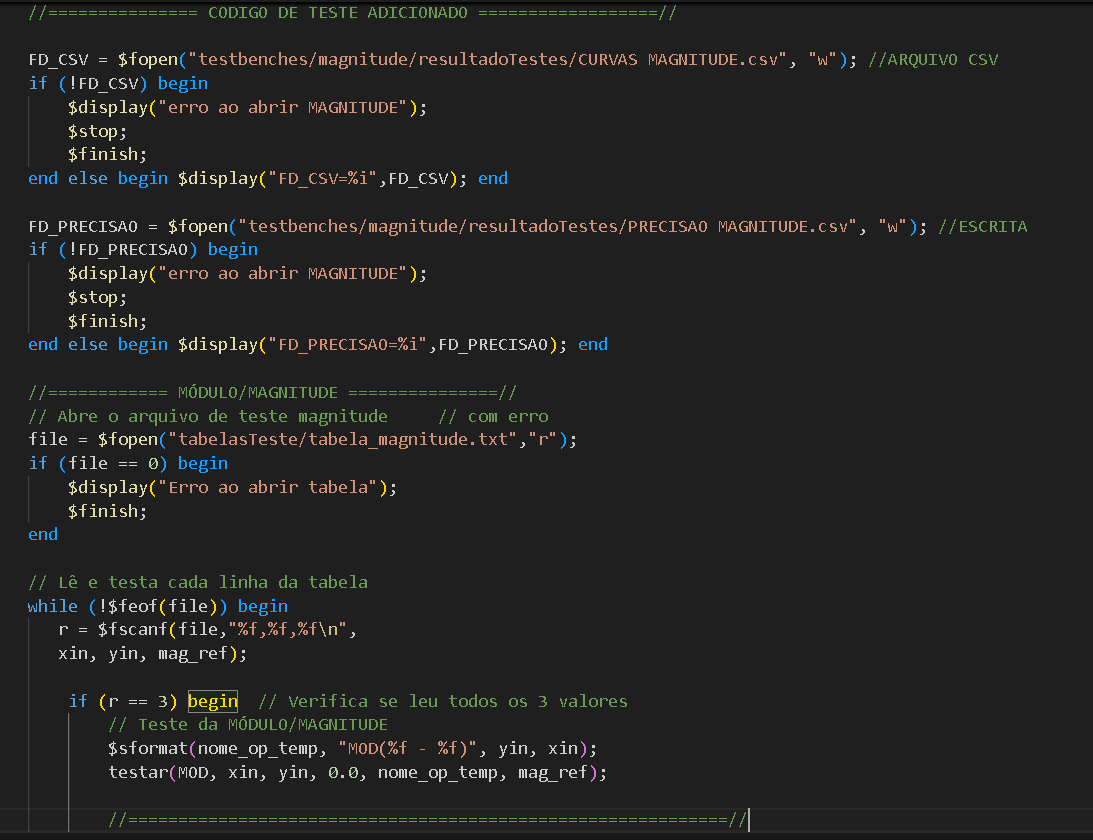 //=============== CODIGO DE TESTE ADICIONADO ==================//
FD_CSV = $fopen("testbenches/magnitude/resultadoTestes/CURVAS MAGNITUDE.csv", "w"); //ARQUIVO CSV
if (!FD_CSV) begin
$display("erro ao abrir MAGNITUDE");
$stop;
$finish;
end else begin $display("FD_CSV=%i",FD_CSV); end
FD_PRECISAO = $fopen("testbenches/magnitude/resultadoTestes/PRECISAO MAGNITUDE.csv", "w"); //ESCRITA
if (!FD_PRECISAO) begin
$display("erro ao abrir MAGNITUDE");
$stop;
$finish;
end else begin $display("FD_PRECISAO=%i",FD_PRECISAO); end
//============ MÓDULO/MAGNITUDE ===============//
// Abre o arquivo de teste magnitude     // com erro
file = $fopen("tabelasTeste/tabela_magnitude.txt","r");
if (file == 0) begin
$display("Erro ao abrir tabela");
$finish;
end
// Lê e testa cada linha da tabela
while (!$feof(file)) begin
r = $fscanf(file,"%f,%f,%f\n",
xin, yin, mag_ref);
if (r == 3) begin  // Verifica se leu todos os 3 valores
// Teste da MÓDULO/MAGNITUDE
$sformat(nome_op_temp, "MOD(%f - %f)", yin, xin);
testar(MOD, xin, yin, 0.0, nome_op_temp, mag_ref);
//============================================================//